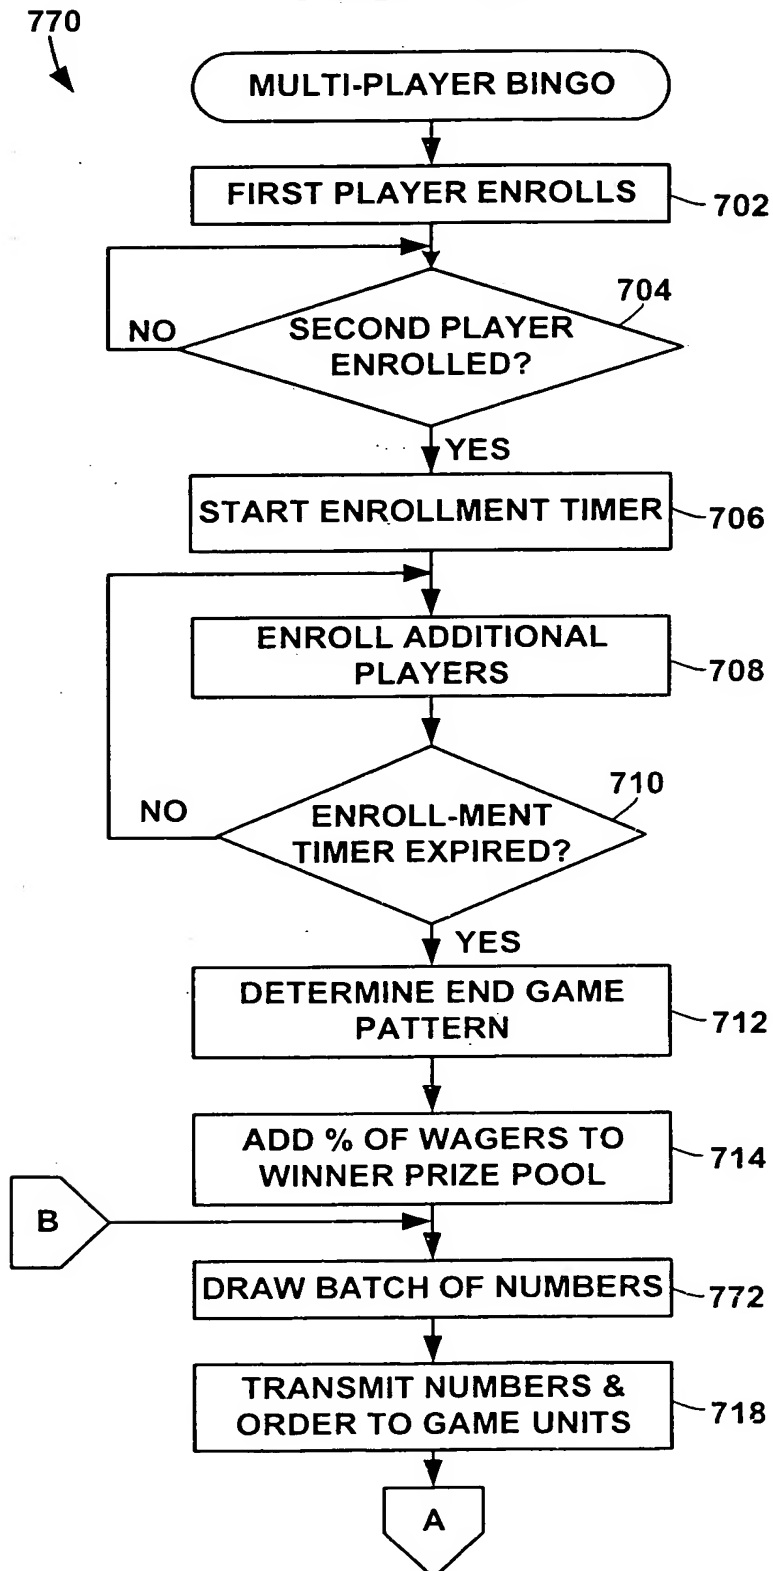 770
MULTI-PLAYER BINGO
FIRST PLAYER ENROLLS
702
704
SECOND PLAYER
ENROLLED?
NO
YES
START ENROLLMENT TIMER
706
ENROLL ADDITIONAL
PLAYERS
708
710
NO
ENROLL-MENT
TIMER EXPIRED?
YES
DETERMINE END GAME
PATTERN
712
ADD % OF WAGERS TO
WINNER PRIZE POOL
714
B
DRAW BATCH OF NUMBERS
772
TRANSMIT NUMBERS &
ORDER TO GAME UNITS
718
A